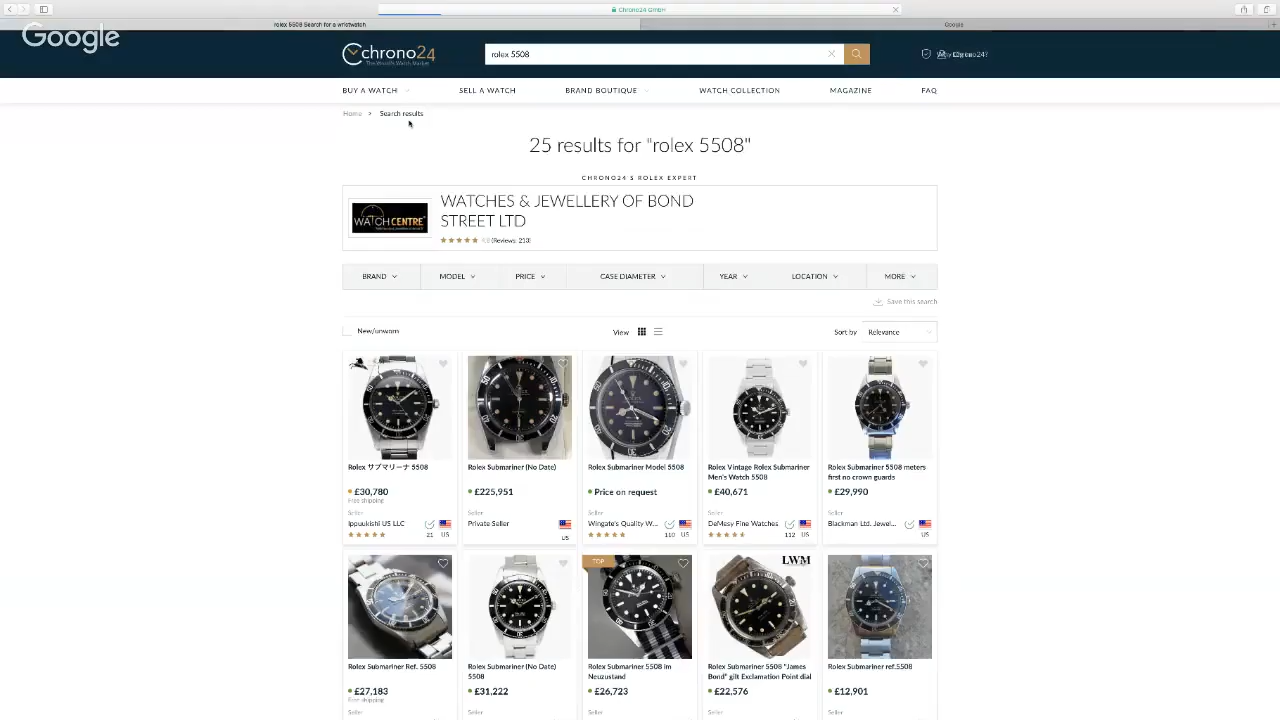 Chrono24 GmbH
rolex 5508 Search for a wristwatch
Google
Google
Chrono24
The World's Watch Market
rolex 5508
BUY A WATCH
SELL A WATCH
BRAND BOUTIQUE
WATCH COLLECTION
MAGAZINE
FAQ
Home > Search results
25 results for "rolex 5508"
CHRONO24'S ROLEX EXPERT
WATCH CENTRE
WATCHES & JEWELLERY OF BOND
STREET LTD
4.8 (Reviews: 213)
BRAND
MODEL
PRICE
CASE DIAMETER
YEAR
LOCATION
MORE
Save this search
New/unworn
View
Sort by
Relevance
Rolex サブマリーナ 5508
£30,780
Free shipping
Seller
Ippuukishi US LLC
21 US
Rolex Submariner (No Date)
£225,951
Seller
Private Seller
US
Rolex Submariner Model 5508
Price on request
Seller
Wingate's Quality W...
110 US
Rolex Vintage Rolex Submariner
Men's Watch 5508
£40,671
Seller
DeMesy Fine Watches
112 US
Rolex Submariner 5508 meters
first no crown guards
£29,990
Seller
Blackman Ltd. Jewel...
US
Rolex Submariner Ref. 5508
£27,183
Free shipping
Seller
Rolex Submariner (No Date)
5508
£31,222
Seller
TOP
Rolex Submariner 5508 im
Neuzustand
£26,723
Seller
LWM
Rolex Submariner 5508 "James
Bond" gilt Exclamation Point dial
£22,576
Seller
Rolex Submariner ref.5508
£12,901
Seller